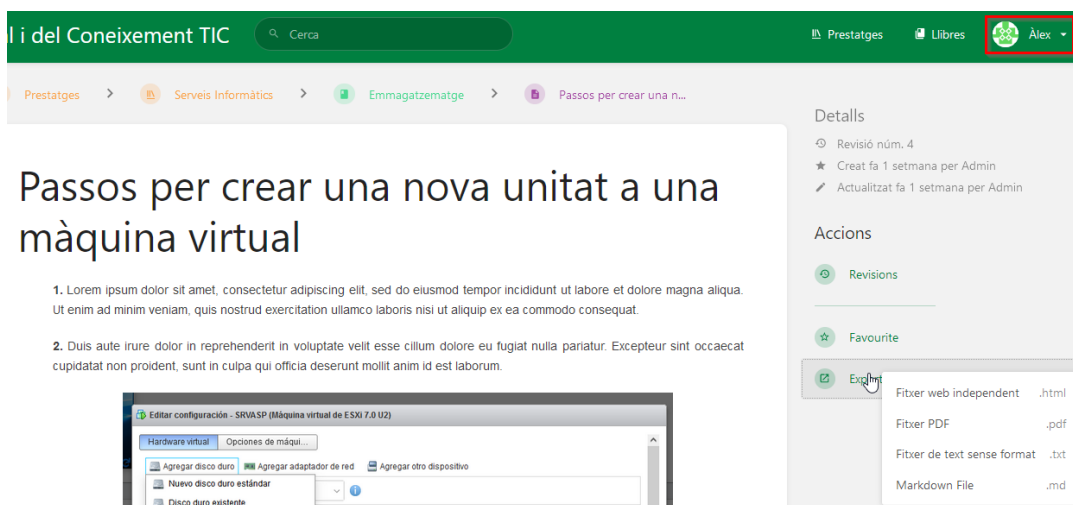 l i del Coneixement TIC
Cerca
Prestatges
Llibres
Àlex
Prestatges > Serveis Informàtics > Emmagatzematge > Passos per crear una n...
Passos per crear una nova unitat a una
màquina virtual
1. Lorem ipsum dolor sit amet, consectetur adipiscing elit, sed do eiusmod tempor incididunt ut labore et dolore magna aliqua.
Ut enim ad minim veniam, quis nostrud exercitation ullamco laboris nisi ut aliquip ex ea commodo consequat.
2. Duis aute irure dolor in reprehenderit in voluptate velit esse cillum dolore eu fugiat nulla pariatur. Excepteur sint occaecat
cupidatat non proident, sunt in culpa qui officia deserunt mollit anim id est laborum.
Editar configuración - SRVASP (Máquina virtual de ESXi 7.0 U2)
Hardware virtual
Opciones de máqui...
Agregar disco duro
Agregar adaptador de red
Agregar otro dispositivo
Nuevo disco duro estándar
Disco duro existente
Detalls
Revisió núm. 4
Creat fa 1 setmana per Admin
Actualitzat fa 1 setmana per Admin
Accions
Revisions
Favourite
Fitxer web independent .html
Fitxer PDF .pdf
Fitxer de text sense format .txt
Markdown File .md